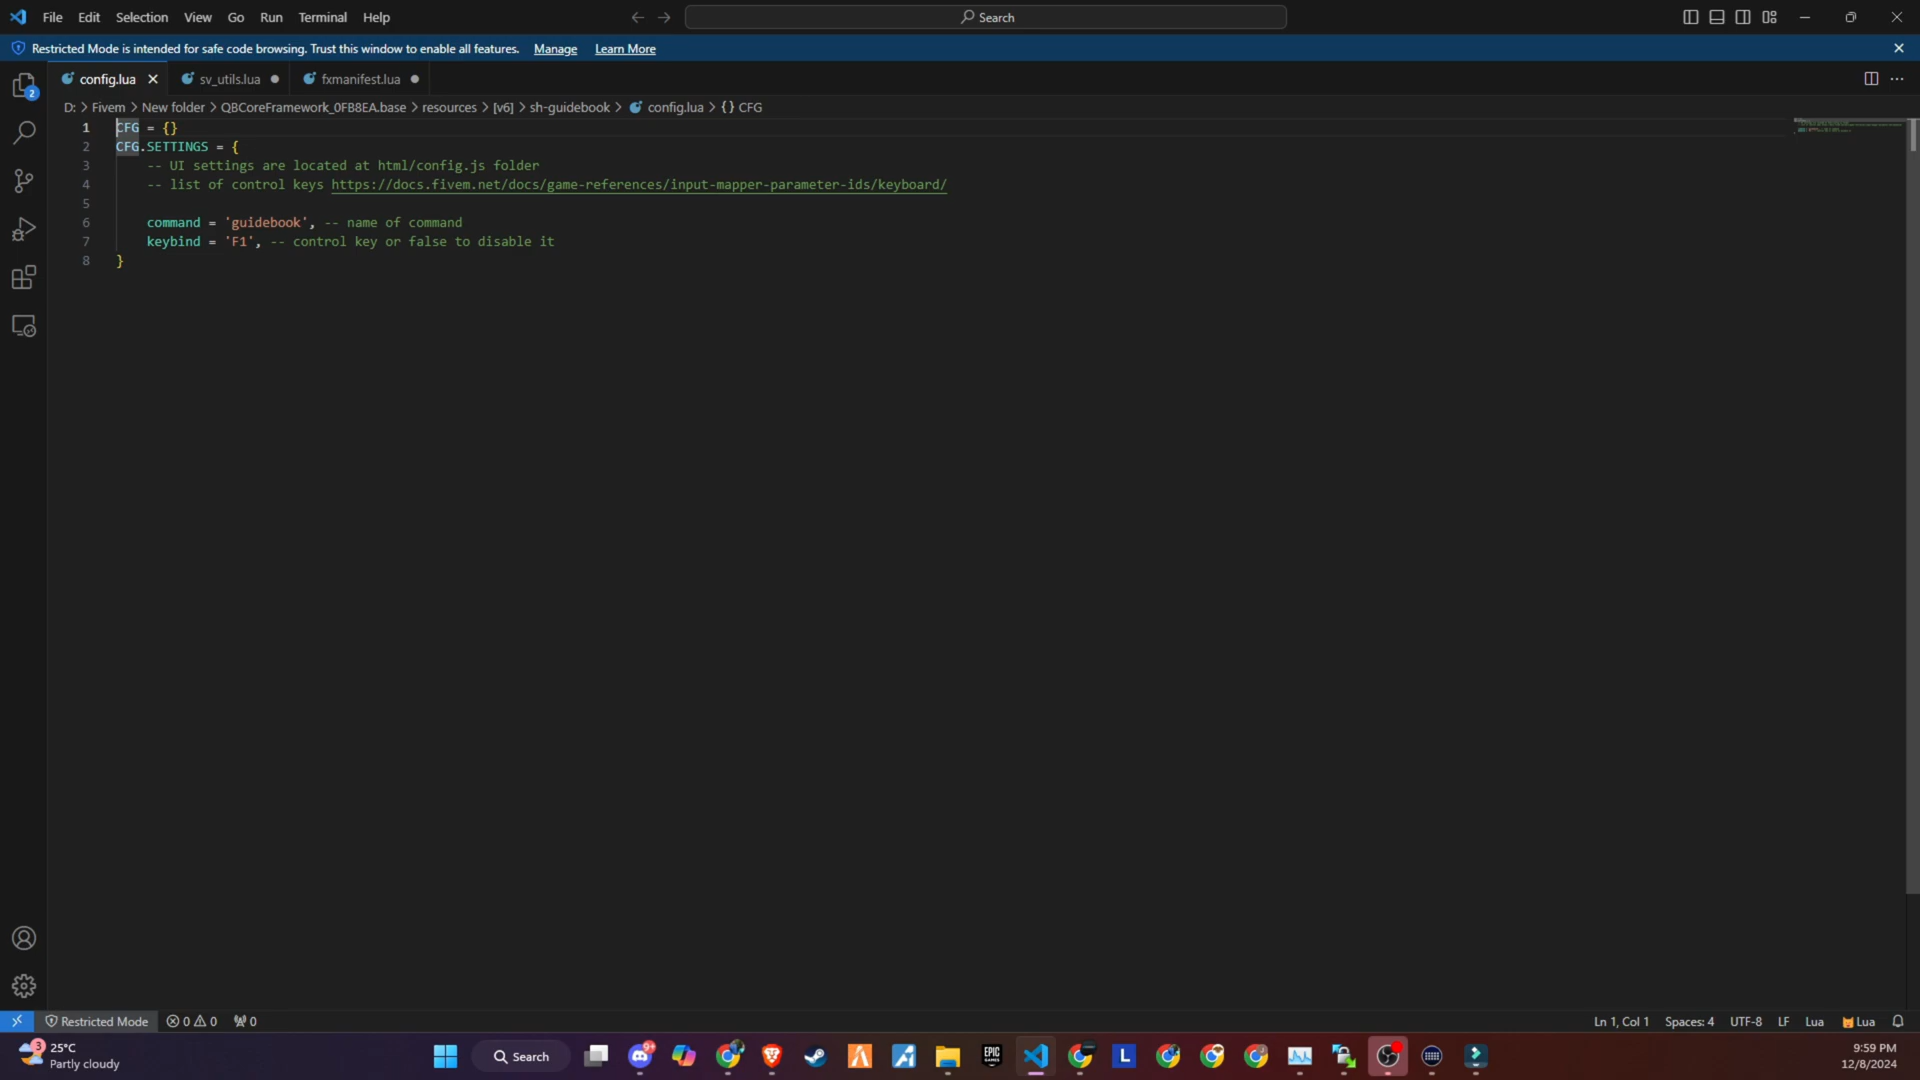 File Edit Selection View Go Run Terminal Help
Search
Restricted Mode is intended for safe code browsing. Trust this window to enable all features. Manage Learn More
config.lua sv_utils.lua fxmanifest.lua
2
D: > Fivem > New folder > QBCoreFramework_0FB8EA.base > resources > [v6] > sh-guidebook > config.lua > {} CFG
1 CFG = {}
2 CFG.SETTINGS = {
3 -- UI settings are located at html/config.js folder
4 -- list of control keys https://docs.fivem.net/docs/game-references/input-mapper-parameter-ids/keyboard/
5
6 command = 'guidebook', -- name of command
7 keybind = 'F1', -- control key or false to disable it
8 }
Restricted Mode 0 0 0 Ln 1, Col 1 Spaces: 4 UTF-8 LF Lua Lua
3 25°C
Partly cloudy
Search
9+
EPIC
GAMES
L
9:59 PM
12/8/2024